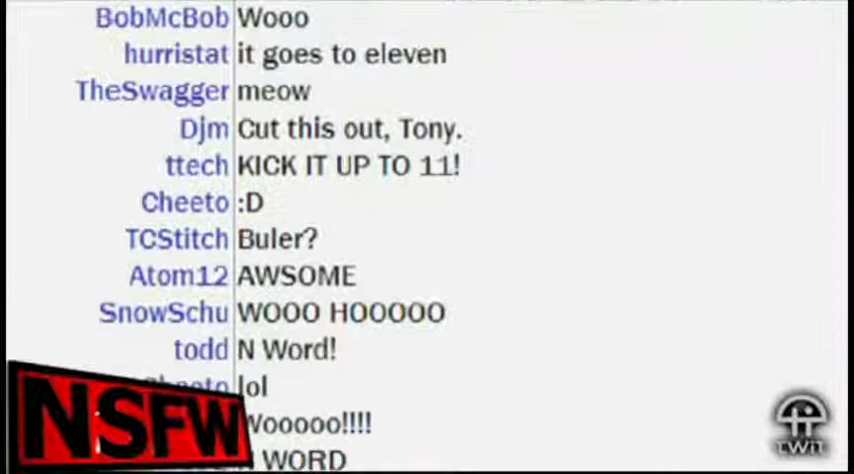 BobMcBob Wooo
hurristat it goes to eleven
TheSwagger meow
Djm Cut this out, Tony.
ttech KICK IT UP TO 11!
Cheeto :D
TCStitch Buler?
Atom12 AWSOME
SnowSchu WOOO HOOOOO
todd N Word!
Cheeto lol
Wooooo!!!!
WORD
NSFW
TWiT